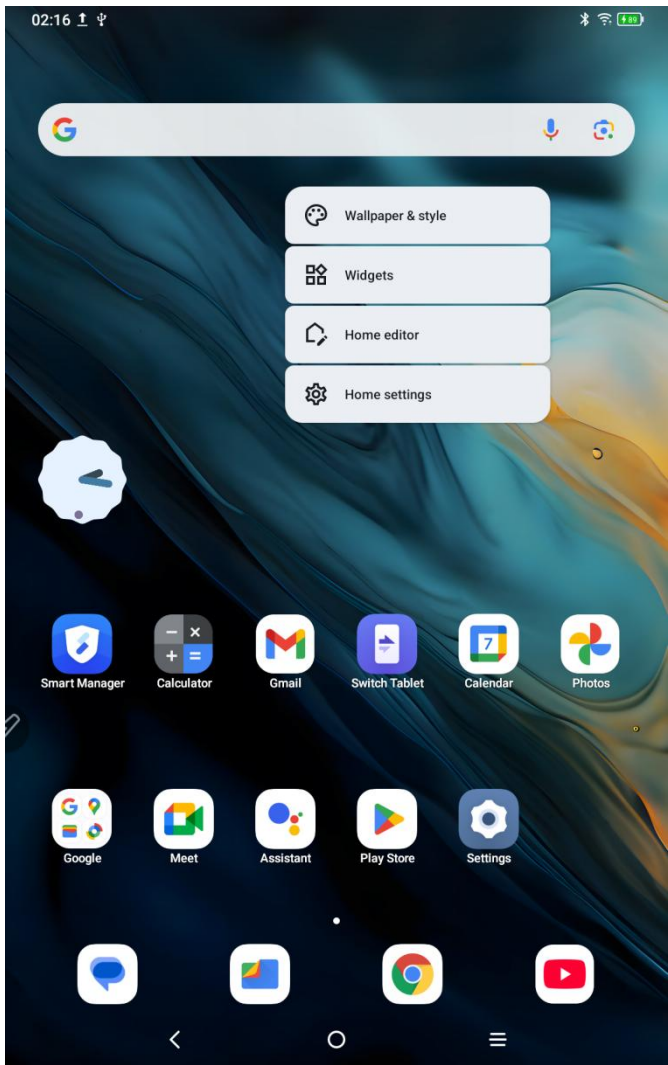 02:16
89
Wallpaper & style
Widgets
Home editor
Home settings
Smart Manager
Calculator
Gmail
Switch Tablet
7
Calendar
Photos
Google
Meet
Assistant
Play Store
Settings